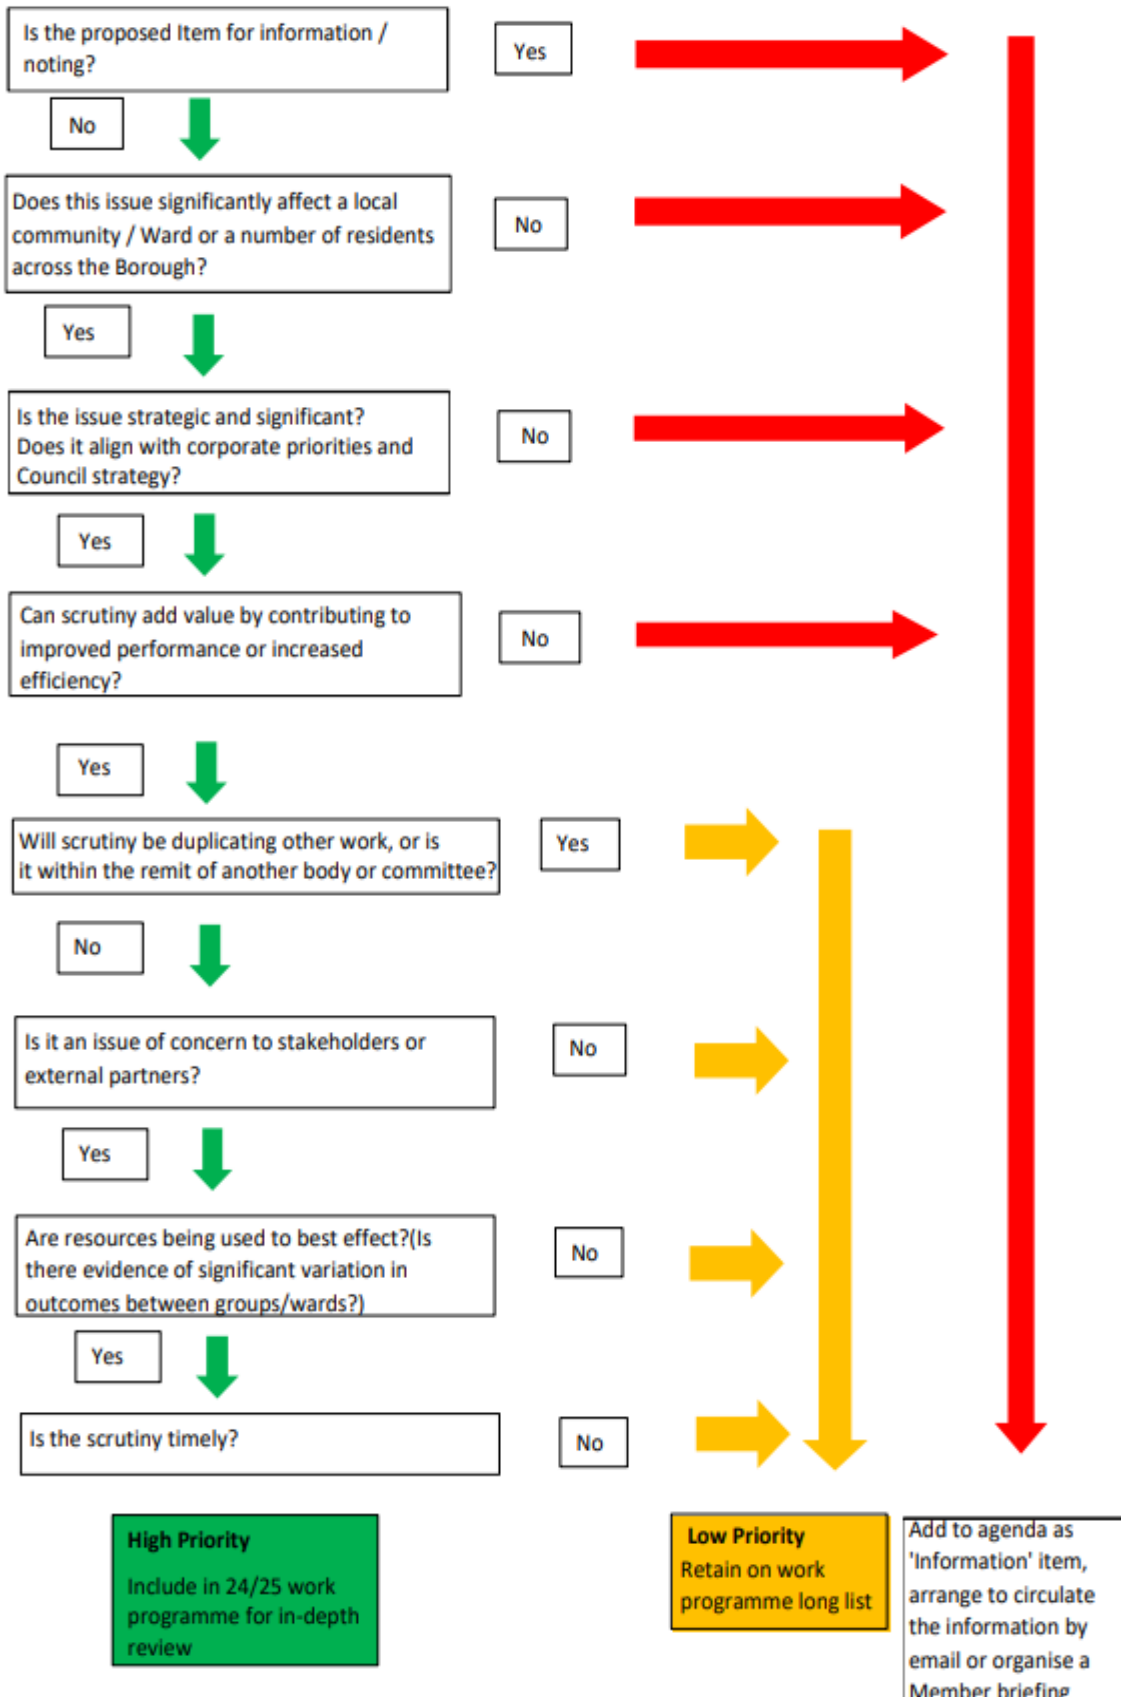 Is the proposed Item for information /
noting?
Yes
No
Does this issue significantly affect a local
community / Ward or a number of residents
across the Borough?
No
Yes
Is the issue strategic and significant?
Does it align with corporate priorities and
Council strategy?
No
Yes
Can scrutiny add value by contributing to
improved performance or increased
efficiency?
No
Yes
Will scrutiny be duplicating other work, or is
it within the remit of another body or committee?
Yes
No
Is it an issue of concern to stakeholders or
external partners?
No
Yes
Are resources being used to best effect?(Is
there evidence of significant variation in
outcomes between groups/wards?)
No
Yes
Is the scrutiny timely?
No
High Priority
Include in 24/25 work
programme for in-depth
review
Low Priority
Retain on work
programme long list
Add to agenda as
'Information' item,
arrange to circulate
the information by
email or organise a
Member briefing